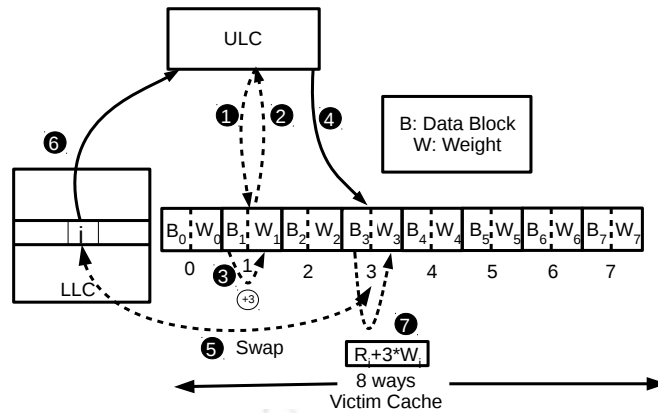 ULC
1 2 4
B: Data Block
W: Weight
6
i
B0 W0 B1 W1 B2 W2 B3 W3 B4 W4 B5 W5 B6 W6 B7 W7
0 1 2 3 4 5 6 7
3
+3
LLC
5 Swap
7
Ri+3*Wi
8 ways
Victim Cache